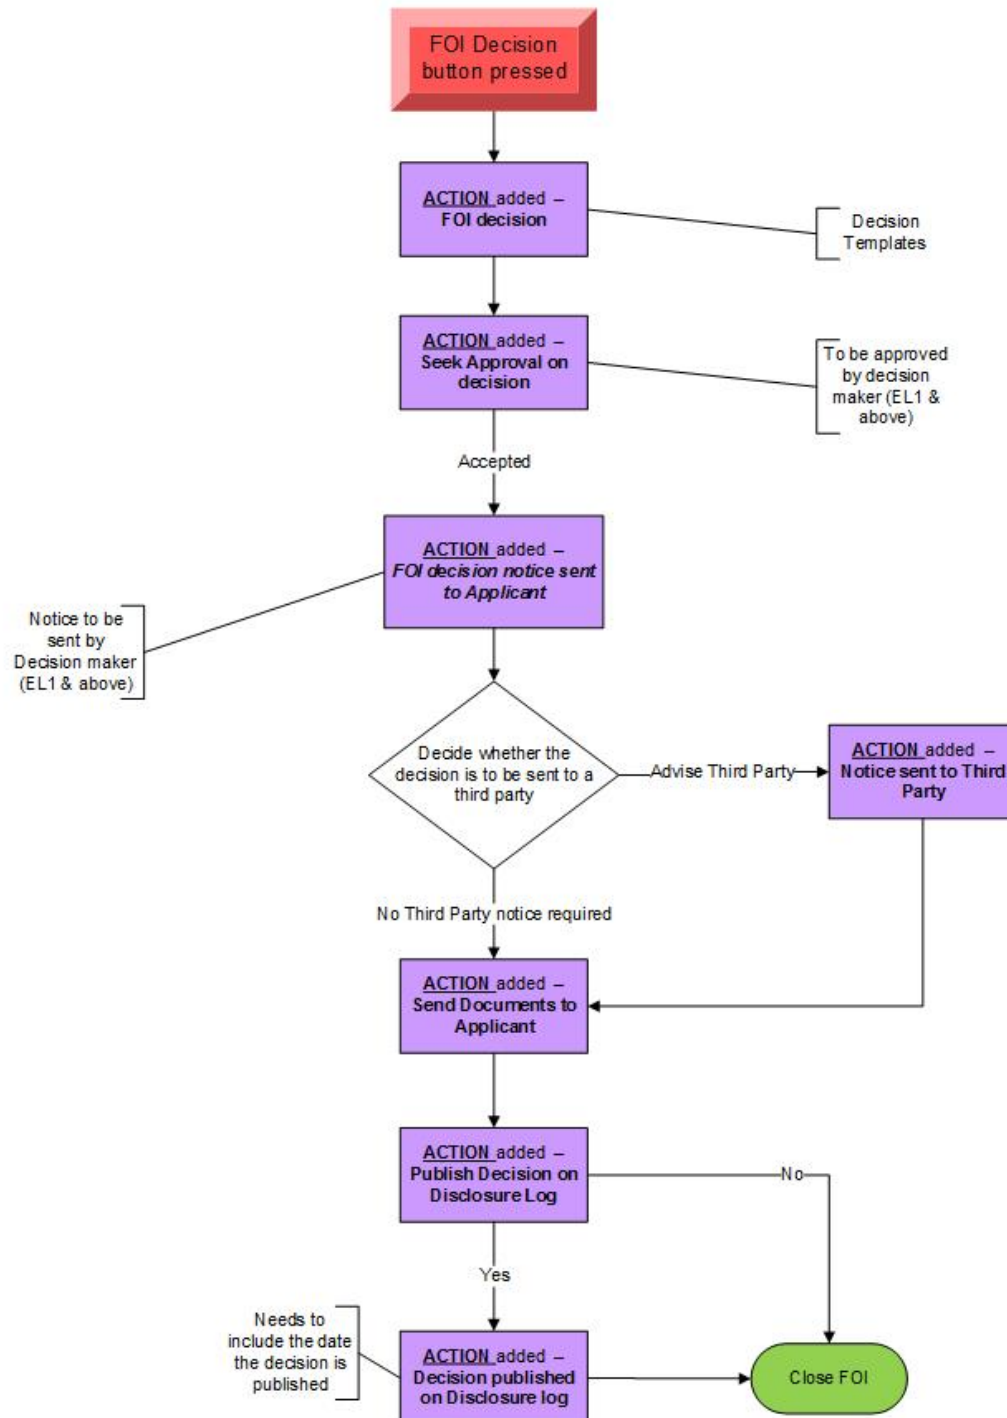 FOI Decision
button pressed
ACTION added –
FOI decision
Decision
Templates
ACTION added –
Seek Approval on
decision
To be approved
by decision
maker (EL1 &
above)
Accepted
ACTION added –
FOI decision notice sent
to Applicant
Notice to be
sent by
Decision maker
(EL1 & above)
Decide whether the
decision is to be sent to a
third party
Advise Third Party
ACTION added –
Notice sent to Third
Party
No Third Party notice required
ACTION added –
Send Documents to
Applicant
ACTION added –
Publish Decision on
Disclosure Log
No
Yes
Needs to
include the date
the decision is
published
ACTION added –
Decision published
on Disclosure log
Close FOI